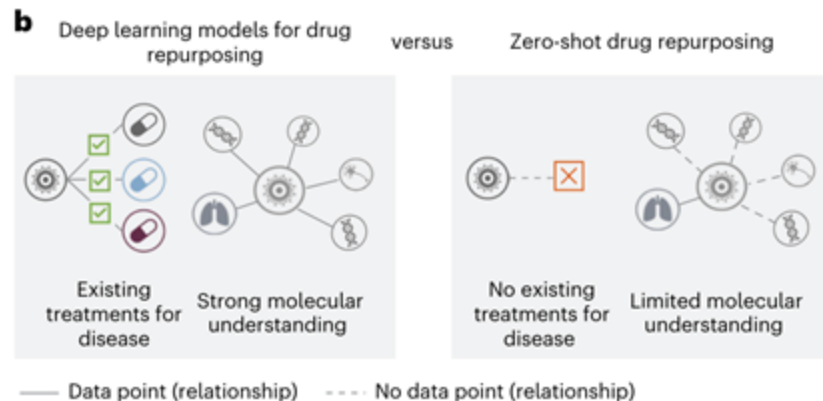 b
Deep learning models for drug
repurposing
versus
Zero-shot drug repurposing
Existing
treatments for
disease
Strong molecular
understanding
No existing
treatments for
disease
Limited molecular
understanding
Data point (relationship)
No data point (relationship)